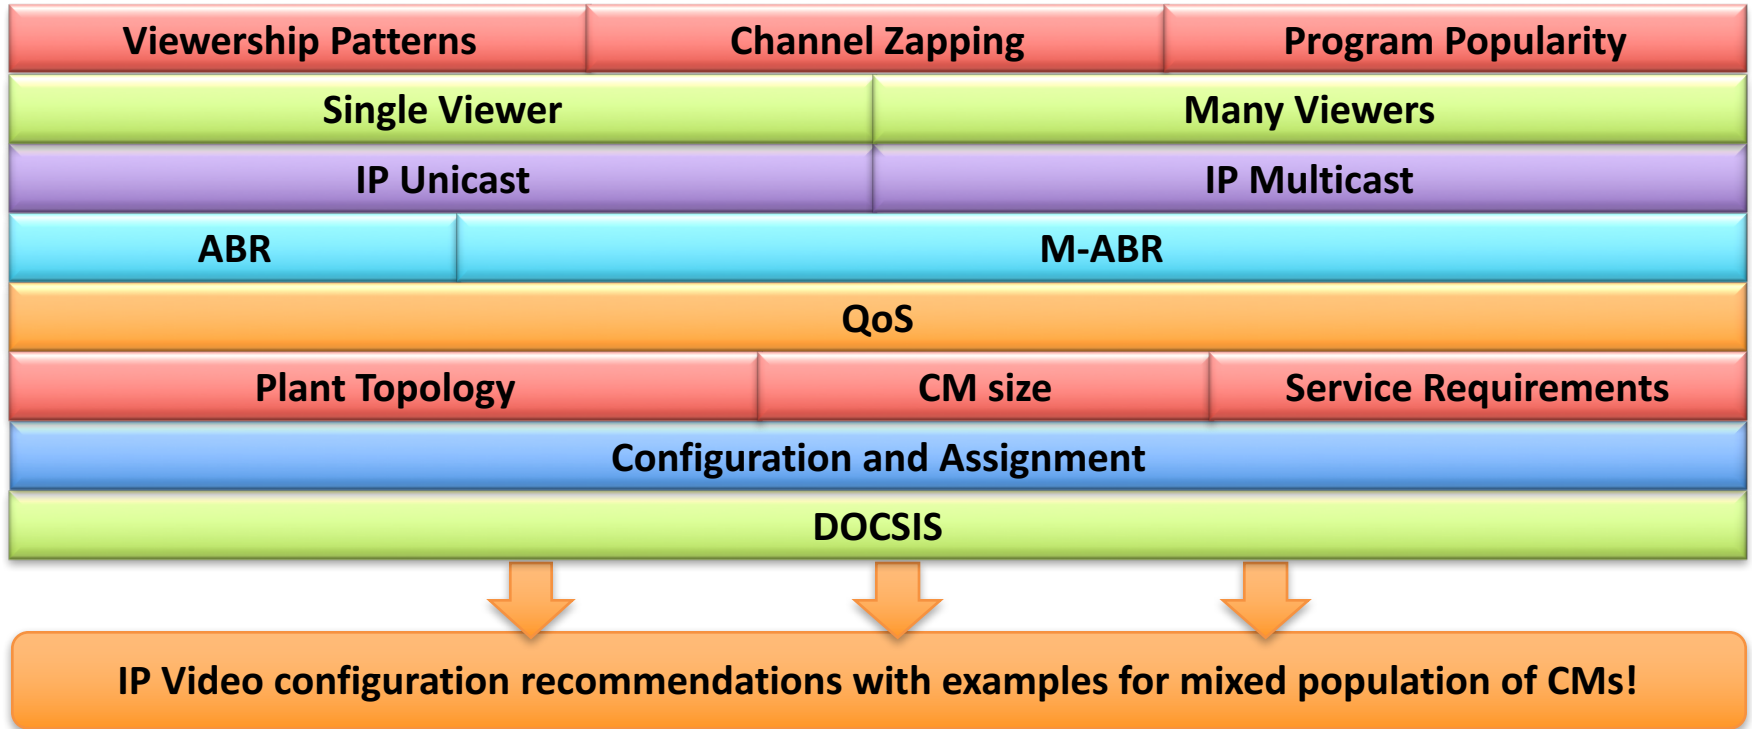 Viewership Patterns Channel Zapping Program Popularity
Single Viewer Many Viewers
IP Unicast IP Multicast
ABR M-ABR
QoS
Plant Topology CM size Service Requirements
Configuration and Assignment
DOCSIS
IP Video configuration recommendations with examples for mixed population of CMs!